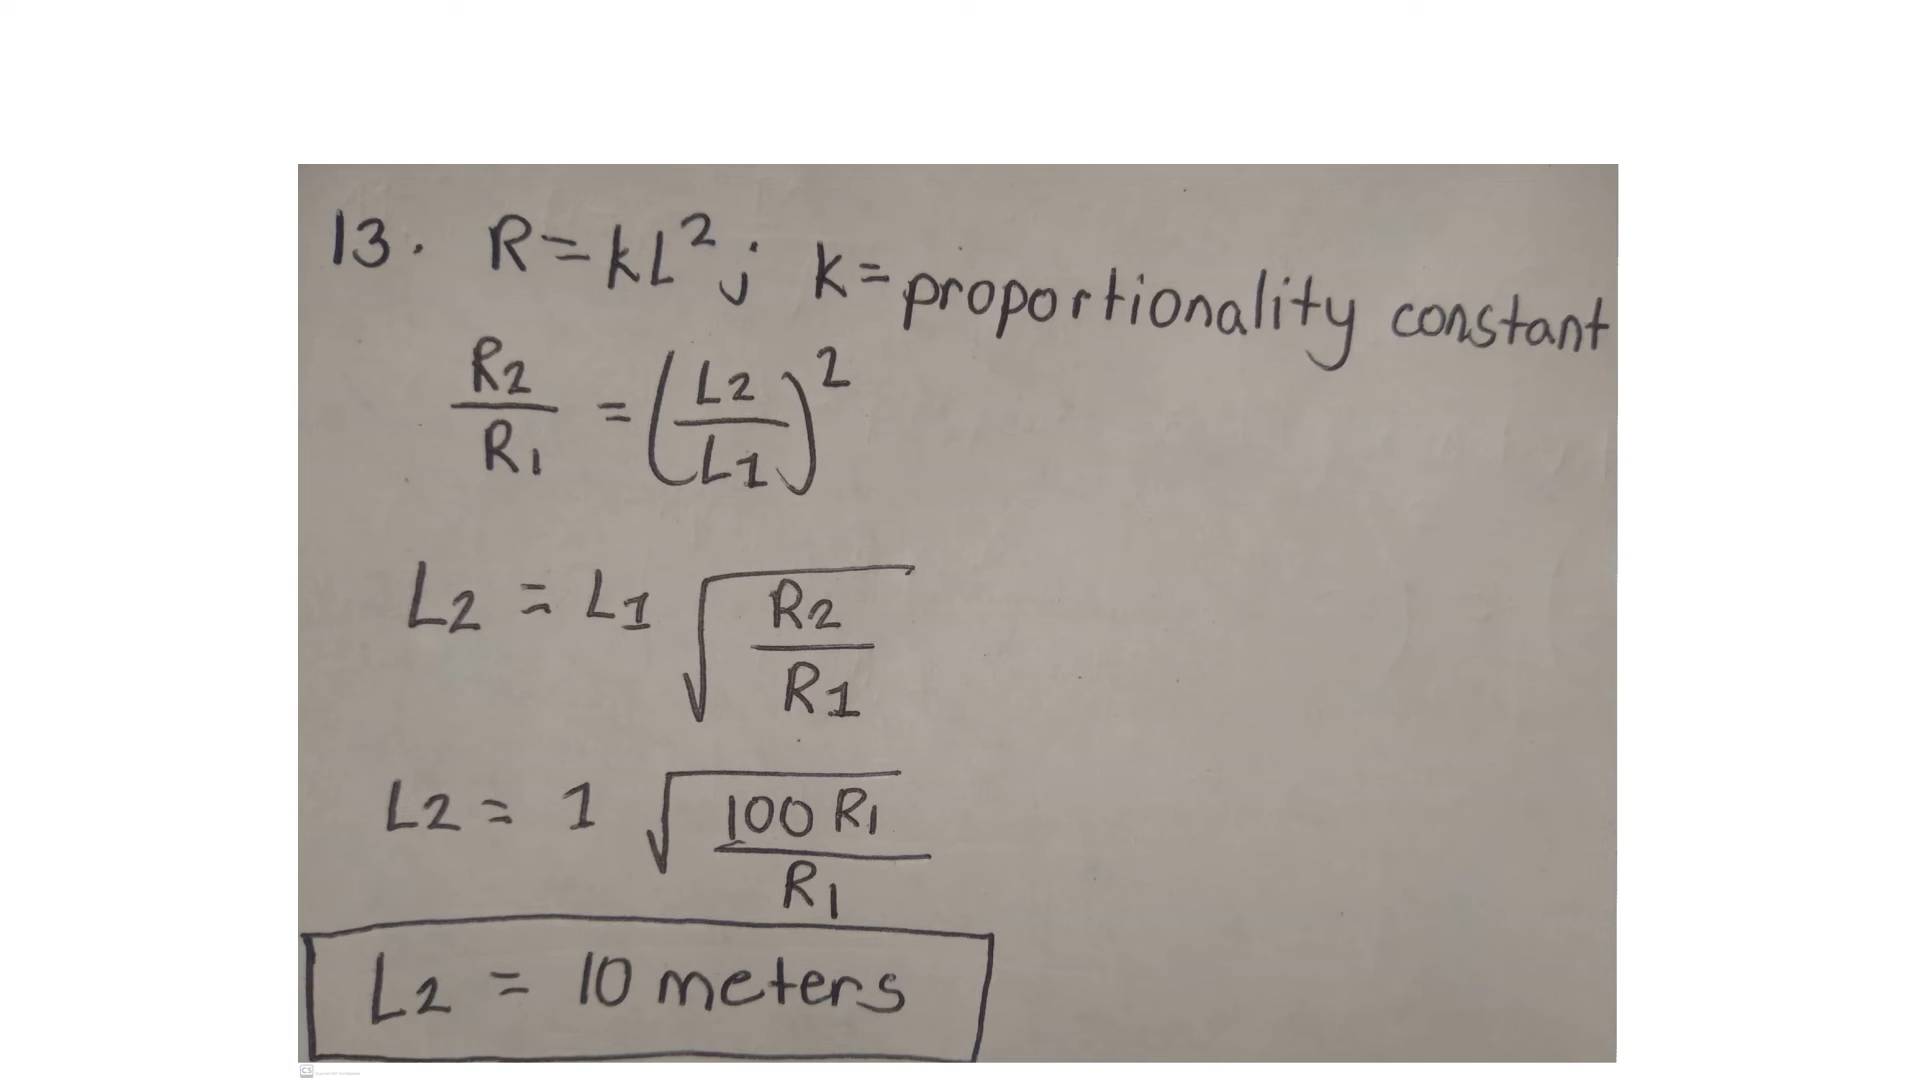 13. R = kL² ; k = proportionality constant
R2/R1 = (L2/L1)²
L2 = L1 √(R2/R1)
L2 = 1 √(100 R1/R1)
L2 = 10 meters
CS